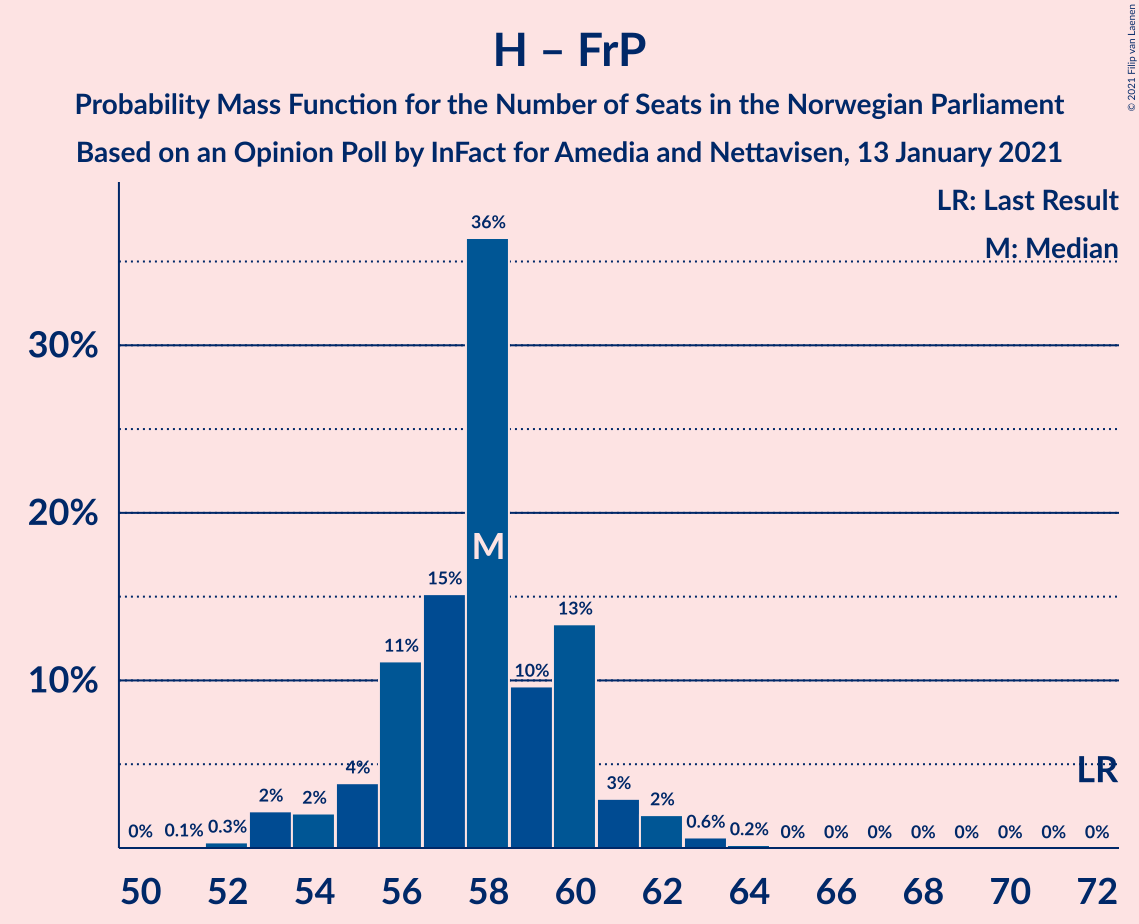 H – FrP
Probability Mass Function for the Number of Seats in the Norwegian Parliament
Based on an Opinion Poll by InFact for Amedia and Nettavisen, 13 January 2021
© 2021 Filip van Laenen
LR: Last Result
M: Median
36%
30%
20%
M
15%
13%
11%
10%
10%
4%
LR
3%
2%
2%
2%
0%
0.1%
0.3%
0.6%
0.2%
0%
0%
0%
0%
0%
0%
0%
0%
50 52 54 56 58 60 62 64 66 68 70 72